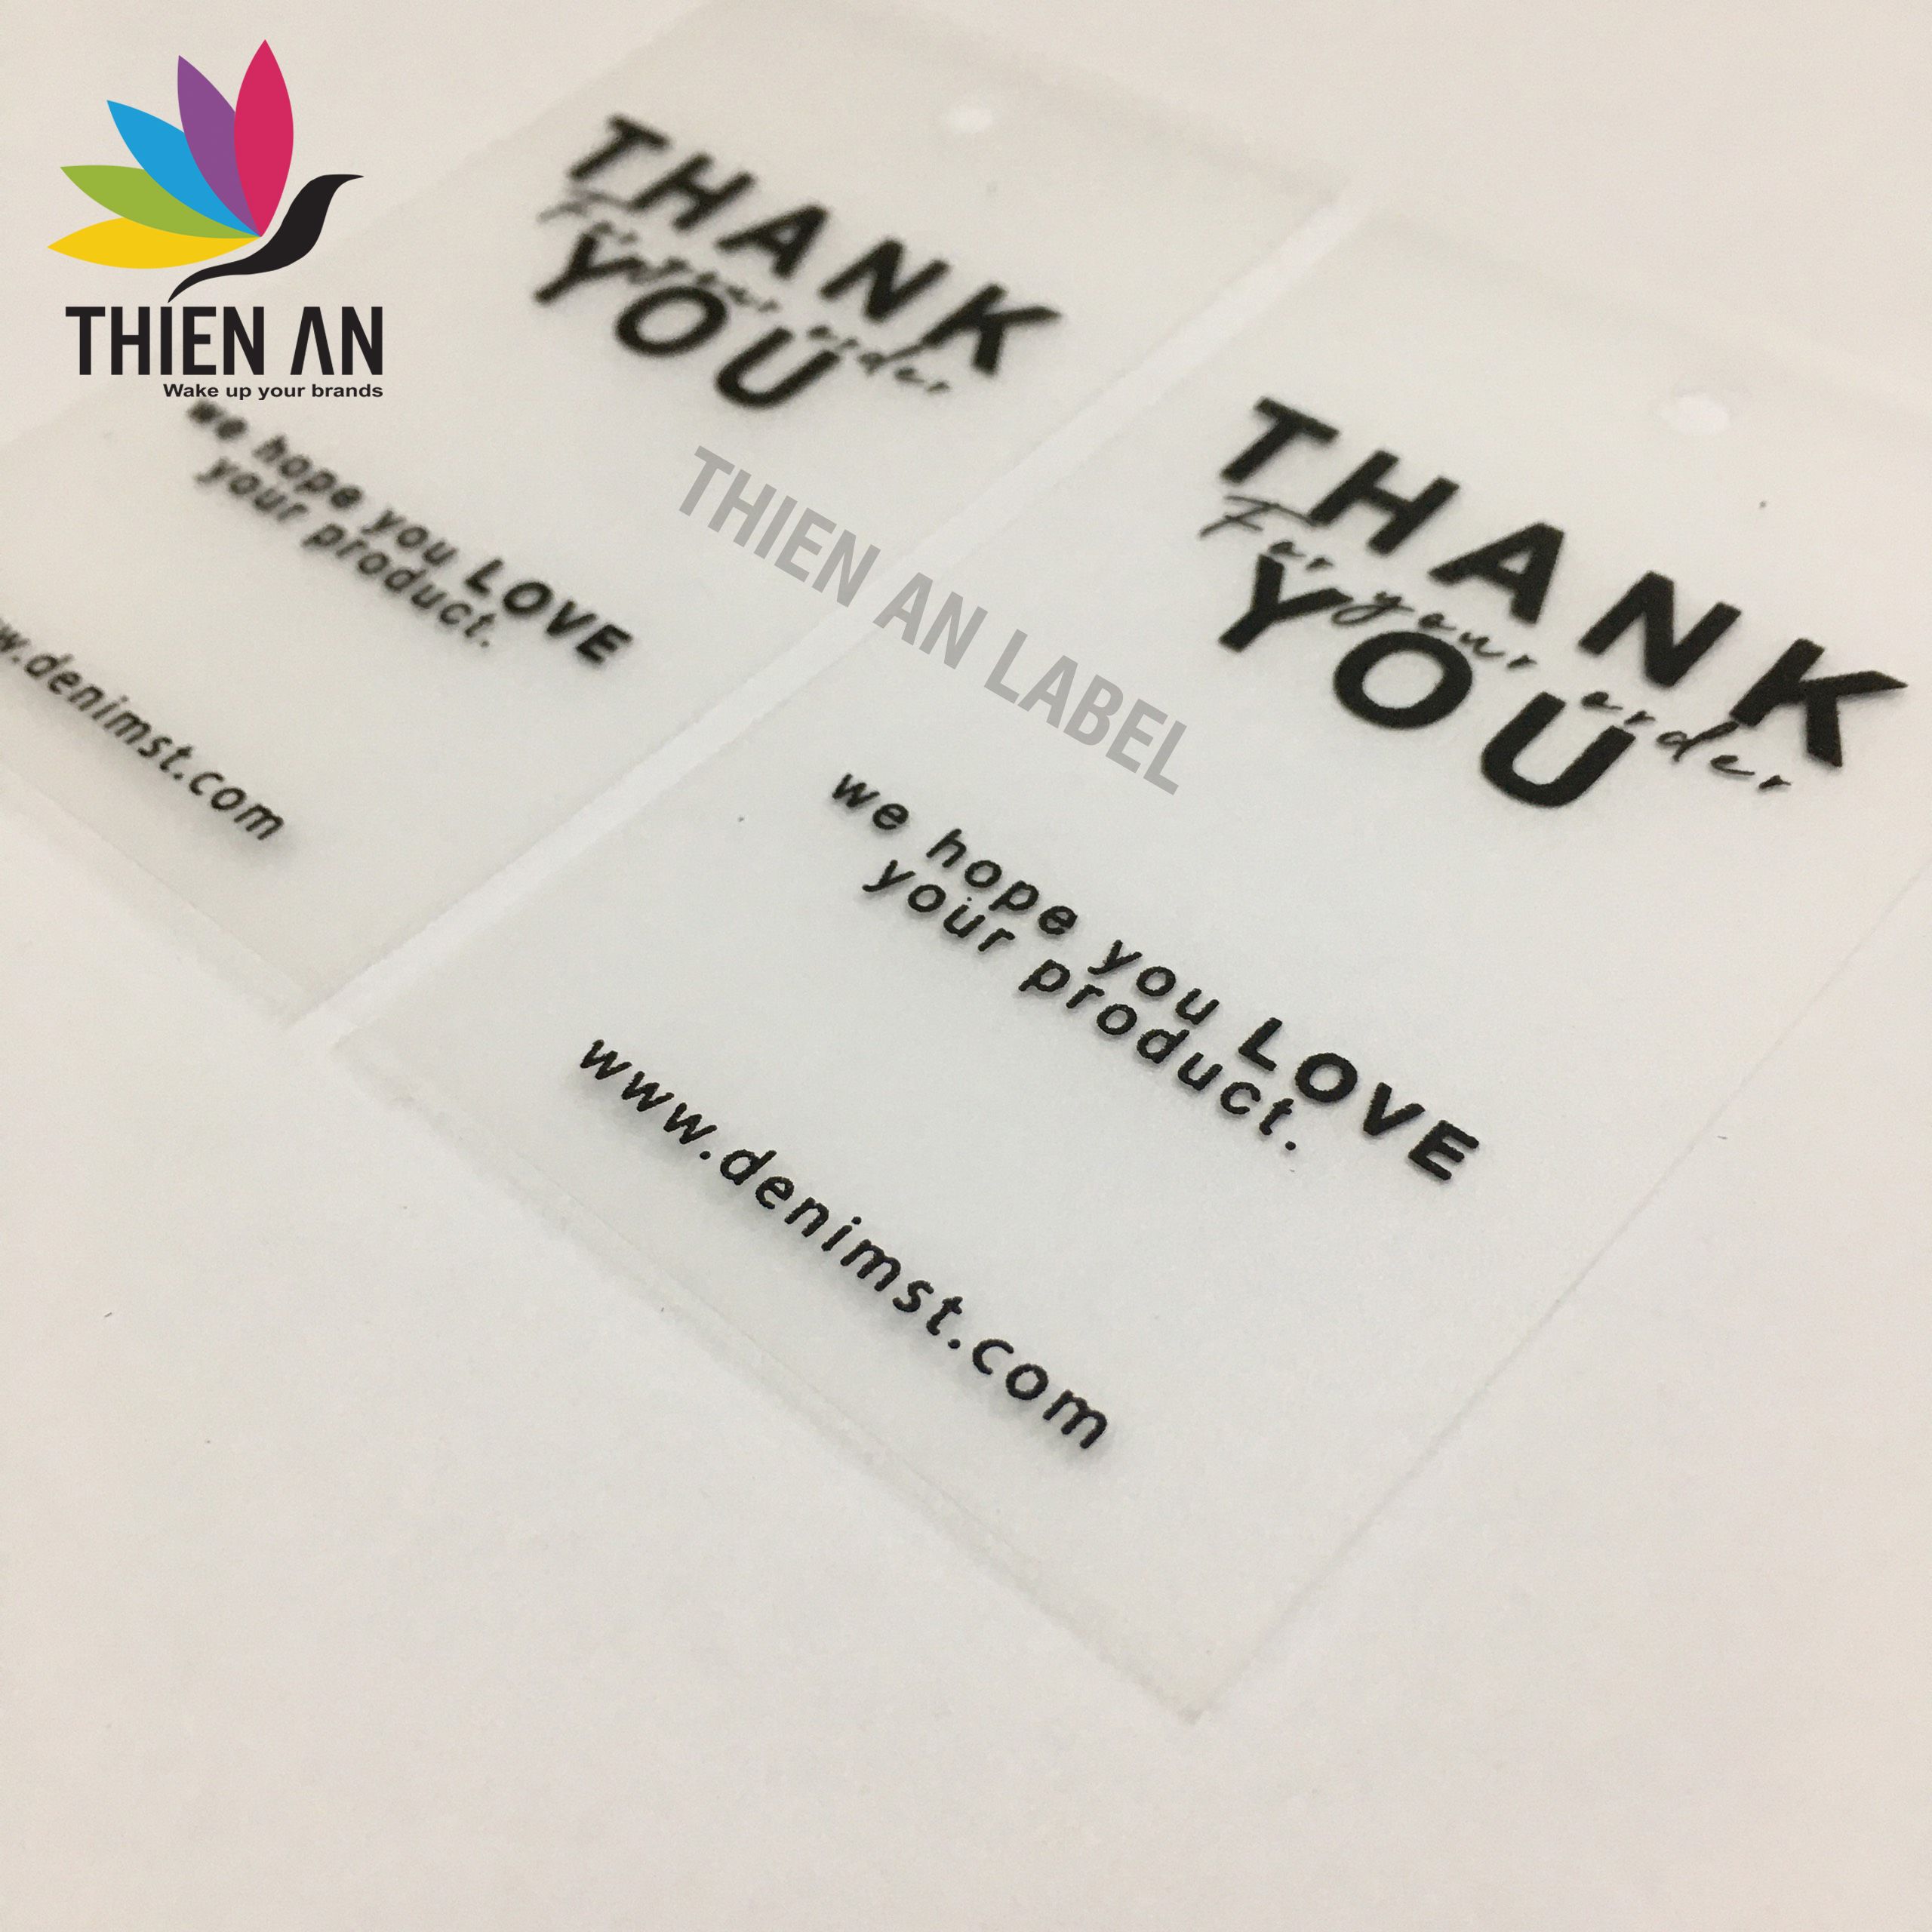 THIEN AN
Wake up your brands
THANK
For your order
YOU
we hope you LOVE
your product.
w.denimst.com
THIEN AN LABEL
THANK
For your order
YOU
we hope you LOVE
your product.
www.denimst.com